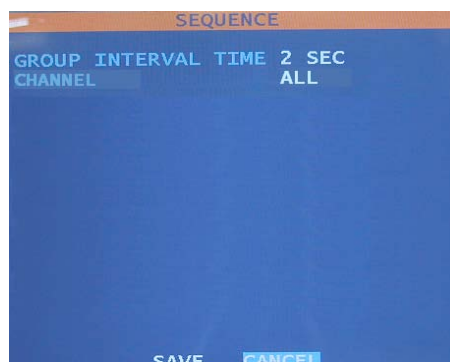 SEQUENCE
GROUP INTERVAL TIME 2 SEC
CHANNEL ALL
SAVE CANCEL